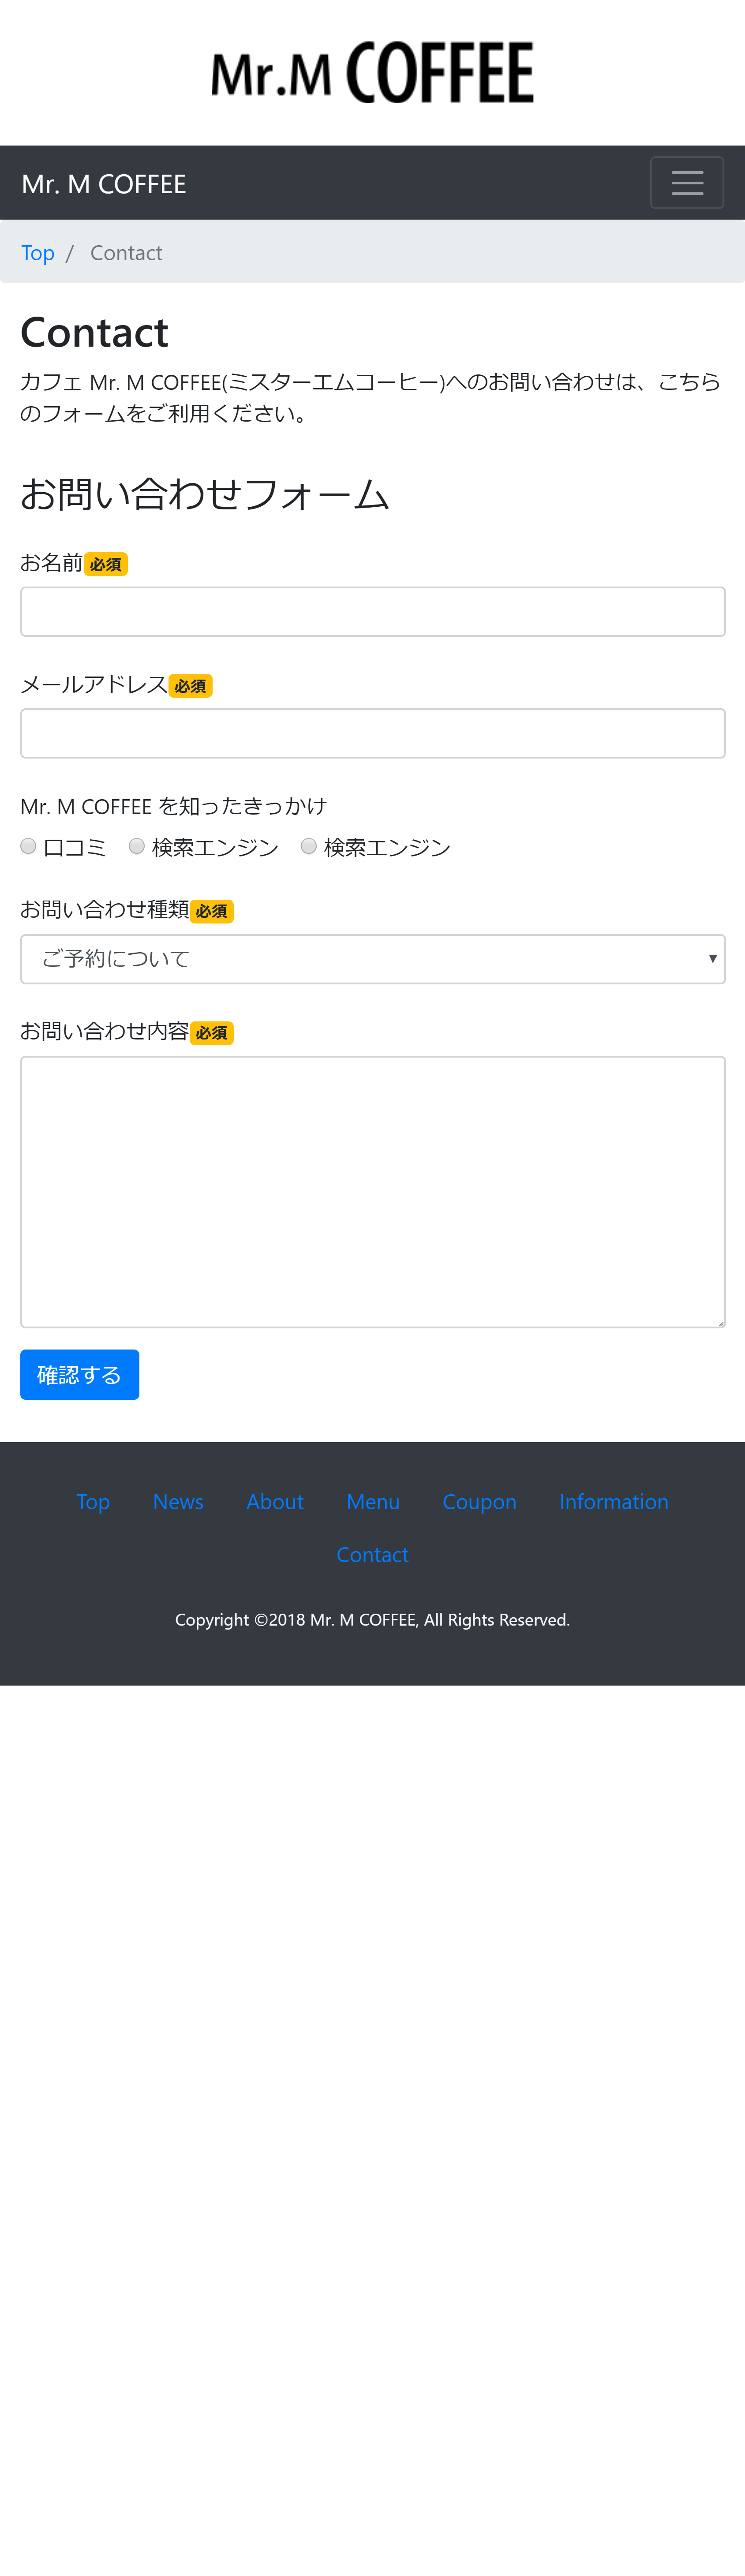 Mr.M COFFEE
Mr. M COFFEE
Top / Contact
Contact
カフェ Mr. M COFFEE(ミスターエムコーヒー)へのお問い合わせは、こちら
のフォームをご利用ください。
お問い合わせフォーム
お名前必須
メールアドレス必須
Mr. M COFFEE を知ったきっかけ
口コミ 検索エンジン 検索エンジン
お問い合わせ種類必須
ご予約について
お問い合わせ内容必須
確認する
Top News About Menu Coupon Information
Contact
Copyright ©2018 Mr. M COFFEE, All Rights Reserved.